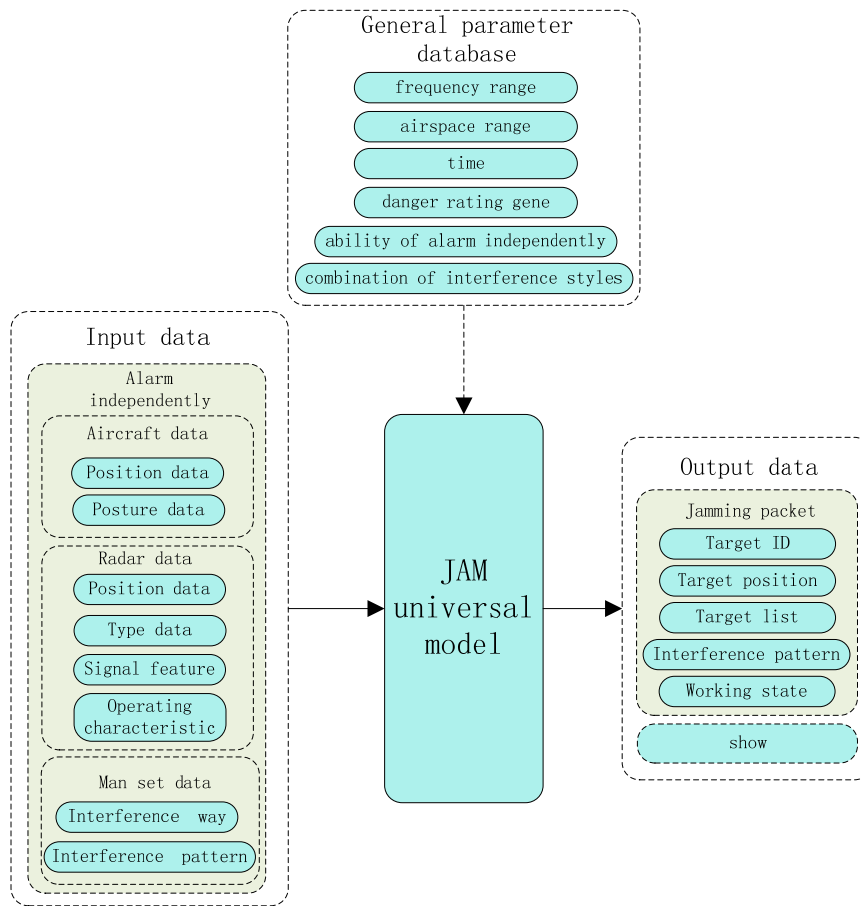 General parameter
database
frequency range
airspace range
time
danger rating gene
ability of alarm independently
combination of interference styles
Input data
Alarm
independently
Aircraft data
Position data
Posture data
Radar data
Position data
Type data
Signal feature
Operating
characteristic
Man set data
Interference way
Interference pattern
JAM
universal
model
Output data
Jamming packet
Target ID
Target position
Target list
Interference pattern
Working state
show